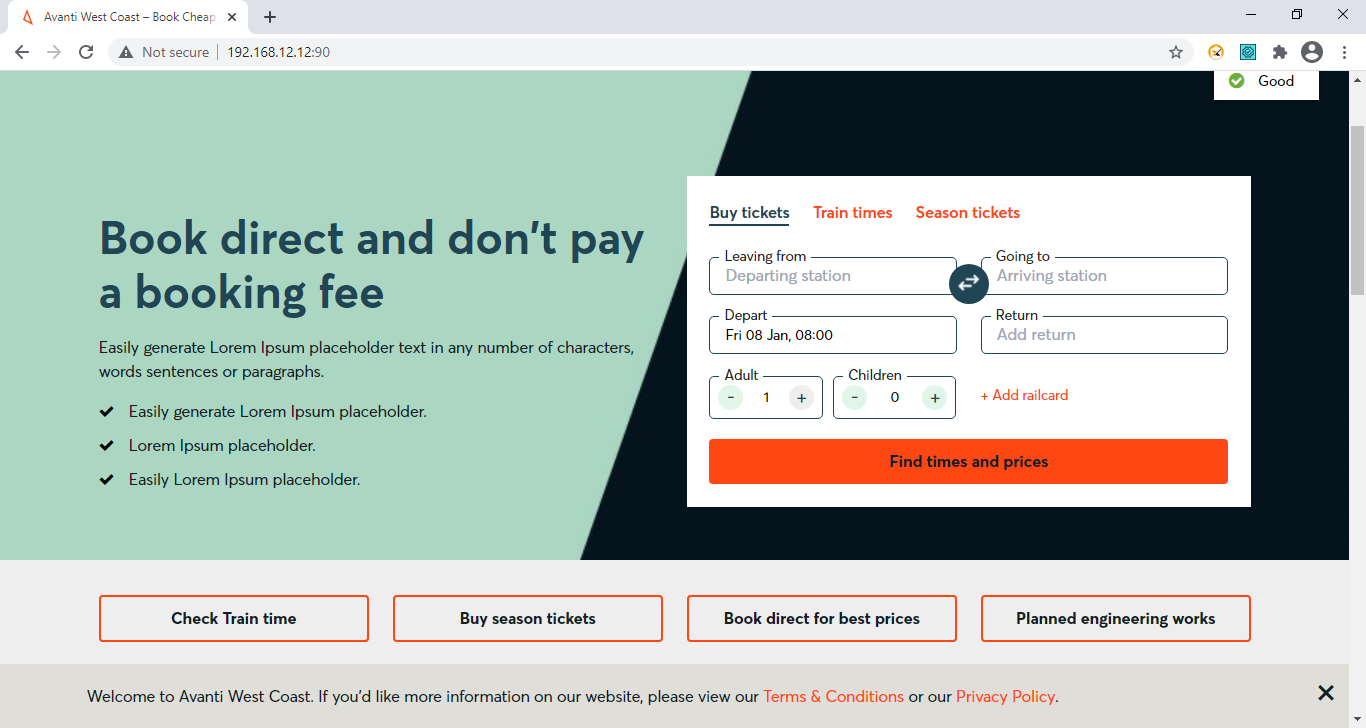 Avanti West Coast – Book Cheap
Not secure
192.168.12.12:90
Good
Book direct and don't pay
a booking fee
Easily generate Lorem Ipsum placeholder text in any number of characters,
words sentences or paragraphs.
Easily generate Lorem Ipsum placeholder.
Lorem Ipsum placeholder.
Easily Lorem Ipsum placeholder.
Buy tickets Train times Season tickets
Leaving from Going to
Departing station Arriving station
Depart Return
Fri 08 Jan, 08:00 Add return
Adult Children
- 1 + - 0 + + Add railcard
Find times and prices
Check Train time Buy season tickets Book direct for best prices Planned engineering works
Welcome to Avanti West Coast. If you'd like more information on our website, please view our Terms & Conditions or our Privacy Policy.